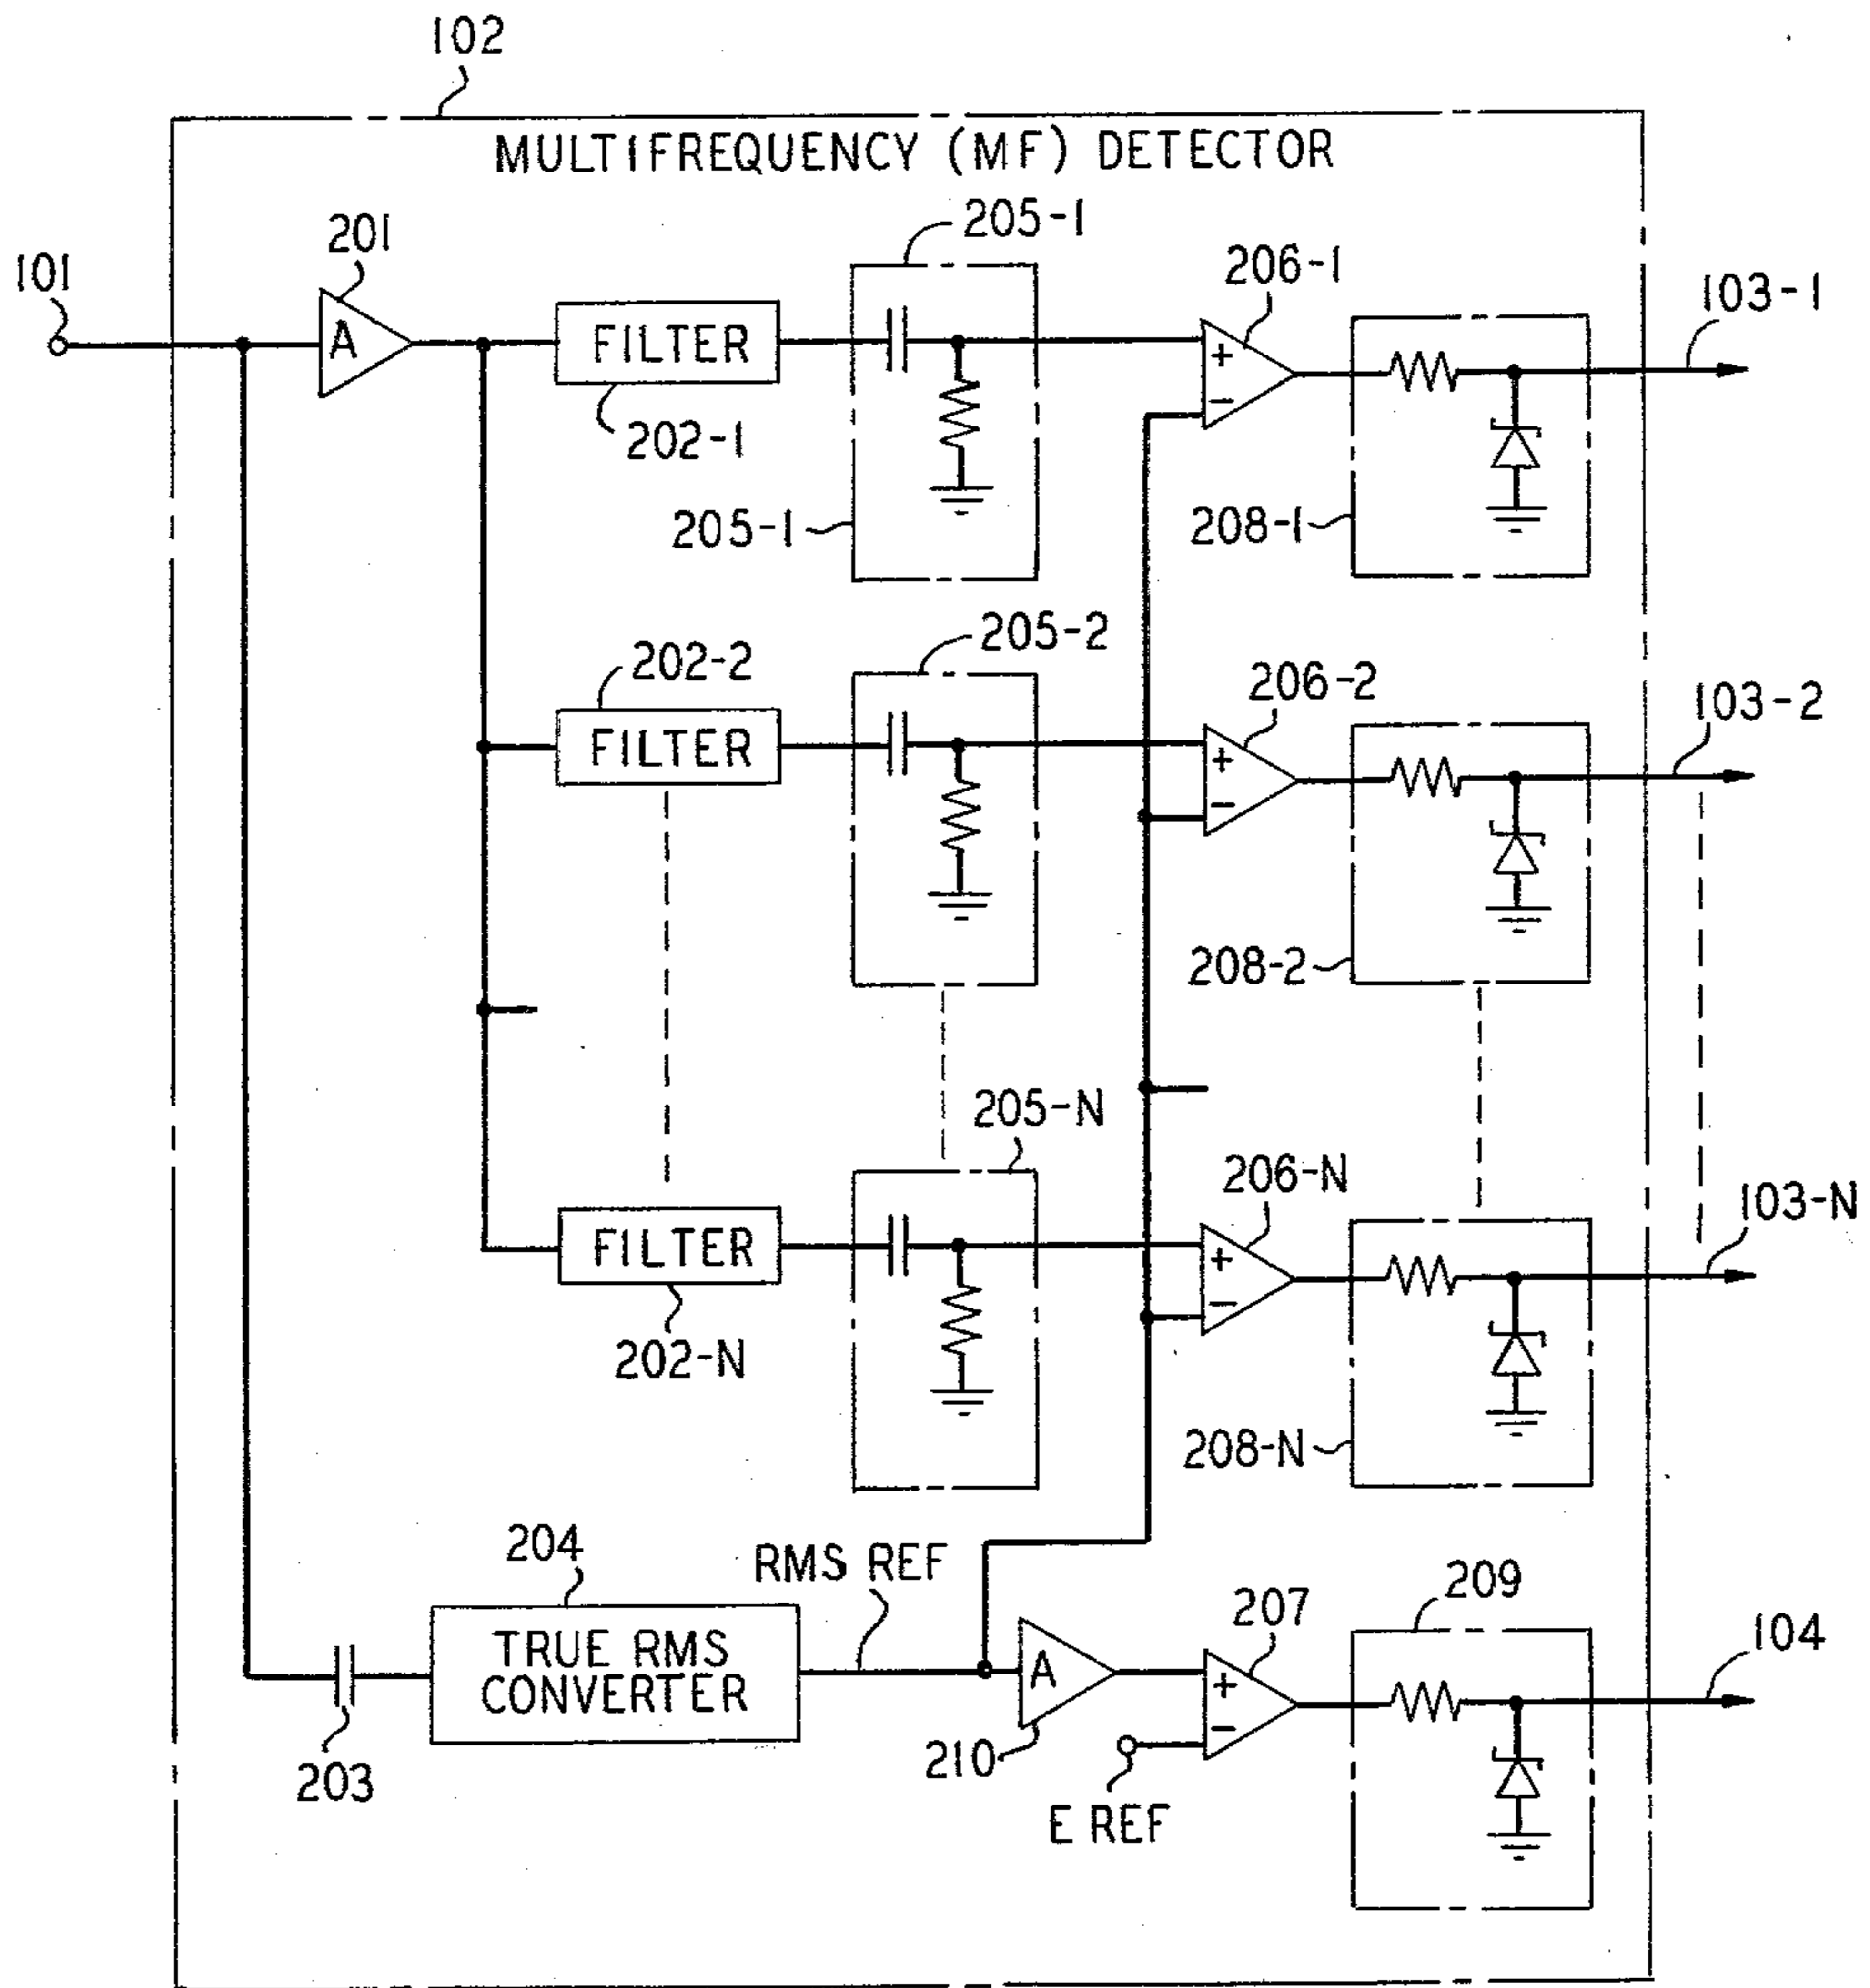 102
MULTIFREQUENCY (MF) DETECTOR
101
201
A
FILTER
202-1
205-1
205-1
206-1
+
−
208-1
103-1
202-2
FILTER
205-2
206-2
+
−
208-2
103-2
FILTER
202-N
205-N
206-N
+
−
208-N
103-N
203
204
TRUE RMS
CONVERTER
RMS REF
A
210
207
+
−
E REF
209
104